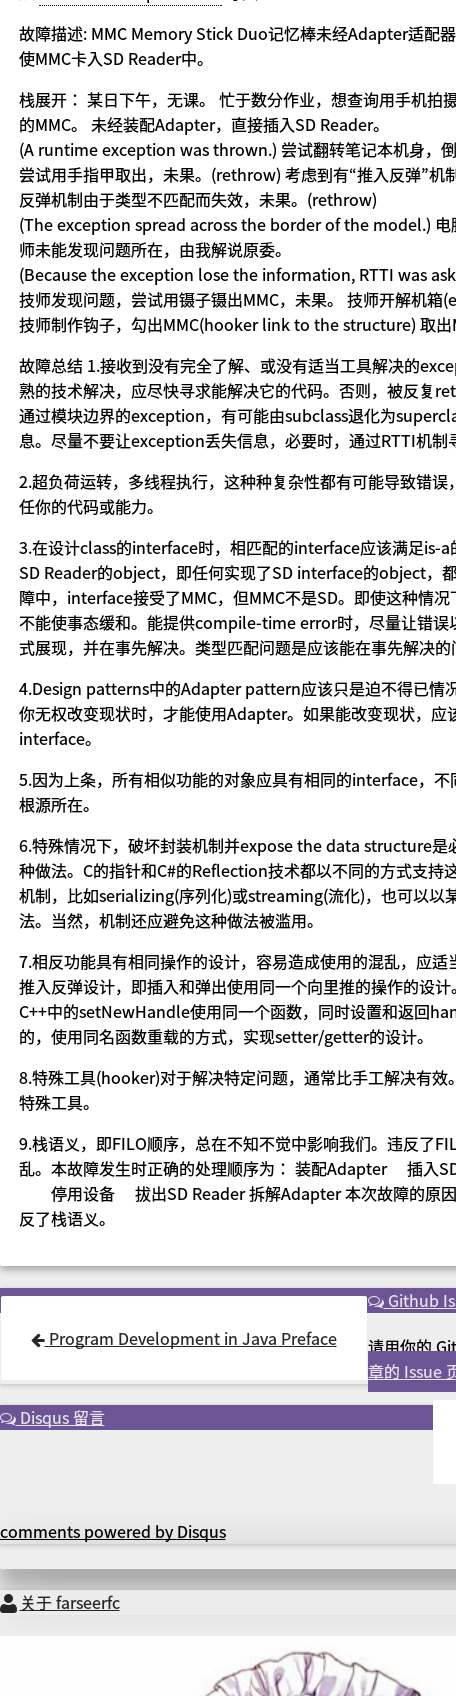 故障描述: MMC Memory Stick Duo记忆棒未经Adapter适配器
使MMC卡入SD Reader中。
栈展开： 某日下午，无课。 忙于数分作业，想查询用手机拍摄
的MMC。 未经装配Adapter，直接插入SD Reader。
(A runtime exception was thrown.) 尝试翻转笔记本机身，倒
尝试用手指甲取出，未果。(rethrow) 考虑到有“推入反弹”机制
反弹机制由于类型不匹配而失效，未果。(rethrow)
(The exception spread across the border of the model.) 电脑
师未能发现问题所在，由我解说原委。
(Because the exception lose the information, RTTI was ask
技师发现问题，尝试用镊子镊出MMC，未果。 技师开解机箱(e
技师制作钩子，勾出MMC(hooker link to the structure) 取出M
故障总结 1.接收到没有完全了解、或没有适当工具解决的excep
熟的技术解决，应尽快寻求能解决它的代码。否则，被反复ret
通过模块边界的exception，有可能由subclass退化为supercla
息。尽量不要让exception丢失信息，必要时，通过RTTI机制寻
2.超负荷运转，多线程执行，这种种复杂性都有可能导致错误，
任你的代码或能力。
3.在设计class的interface时，相匹配的interface应该满足is-a的
SD Reader的object，即任何实现了SD interface的object，都
障中，interface接受了MMC，但MMC不是SD。即使这种情况下
不能使事态缓和。能提供compile-time error时，尽量让错误以
式展现，并在事先解决。类型匹配问题是应该能在事先解决的问
4.Design patterns中的Adapter pattern应该只是迫不得已情况
你无权改变现状时，才能使用Adapter。如果能改变现状，应该
interface。
5.因为上条，所有相似功能的对象应具有相同的interface，不同
根源所在。
6.特殊情况下，破坏封装机制并expose the data structure是必
种做法。C的指针和C#的Reflection技术都以不同的方式支持这
机制，比如serializing(序列化)或streaming(流化)，也可以以某
法。当然，机制还应避免这种做法被滥用。
7.相反功能具有相同操作的设计，容易造成使用的混乱，应适当
推入反弹设计，即插入和弹出使用同一个向里推的操作的设计。
C++中的setNewHandle使用同一个函数，同时设置和返回han
的，使用同名函数重载的方式，实现setter/getter的设计。
8.特殊工具(hooker)对于解决特定问题，通常比手工解决有效。
特殊工具。
9.栈语义，即FILO顺序，总在不知不觉中影响我们。违反了FIL
乱。本故障发生时正确的处理顺序为： 装配Adapter 插入SD
停用设备 拔出SD Reader 拆解Adapter 本次故障的原因
反了栈语义。
Program Development in Java Preface
Github Is
请用你的 Git
章的 Issue 页
Disqus 留言
comments powered by Disqus
关于 farseerfc